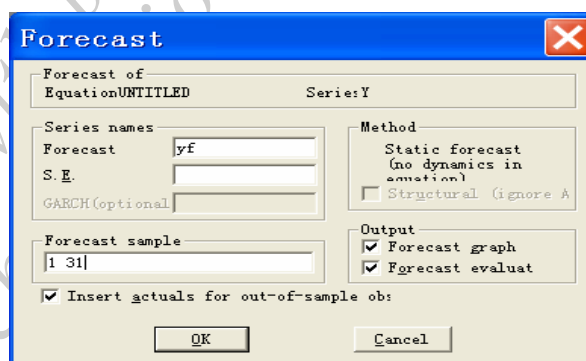 Forecast
Forecast of
EquationUNTITLED Series Y
Series names
Forecast yf
S.E.
GARCH(optional
Method
Static forecast
(no dynamics in
equation)
Structural (ignore A
Forecast sample
1 31
Output
Forecast graph
Forecast evaluat
Insert actuals for out-of-sample obs
OK Cancel